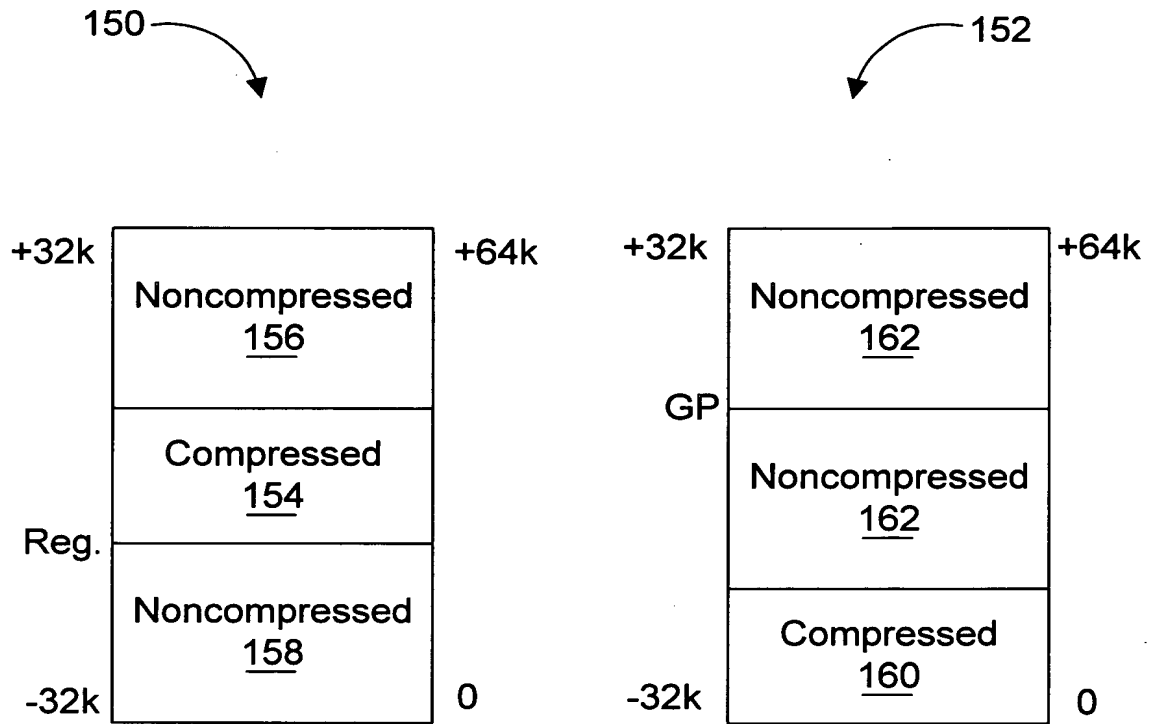 150
152
+32k
+64k
Noncompressed
156
Compressed
154
Reg.
Noncompressed
158
-32k
0
+32k
+64k
Noncompressed
162
GP
Noncompressed
162
Compressed
160
-32k
0